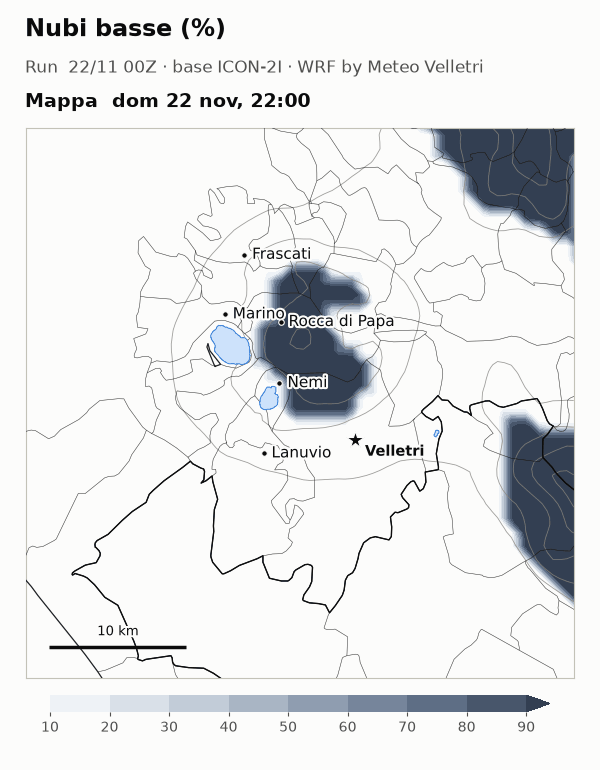 Nubi basse (%)
Run  22/11 00Z · base ICON-2I · WRF by Meteo Velletri
Mappa  dom 22 nov, 22:00
Frascati
Marino
Rocca di Papa
Nemi
Velletri
Lanuvio
10 km
10 20 30 40 50 60 70 80 90